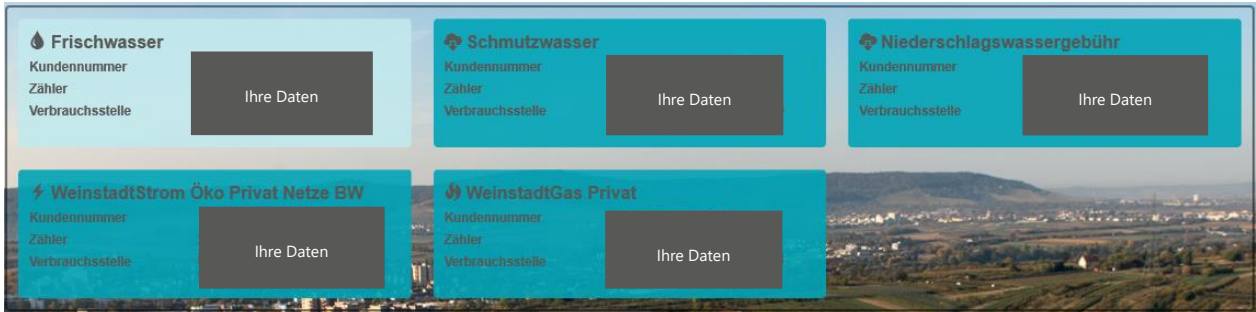 Frischwasser
Kundennummer
Zähler
Verbrauchsstelle
Ihre Daten
Schmutzwasser
Kundennummer
Zähler
Verbrauchsstelle
Ihre Daten
Niederschlagswassergebühr
Kundennummer
Zähler
Verbrauchsstelle
Ihre Daten
WeinstadtStrom Öko Privat Netze BW
Kundennummer
Zähler
Verbrauchsstelle
Ihre Daten
WeinstadtGas Privat
Kundennummer
Zähler
Verbrauchsstelle
Ihre Daten